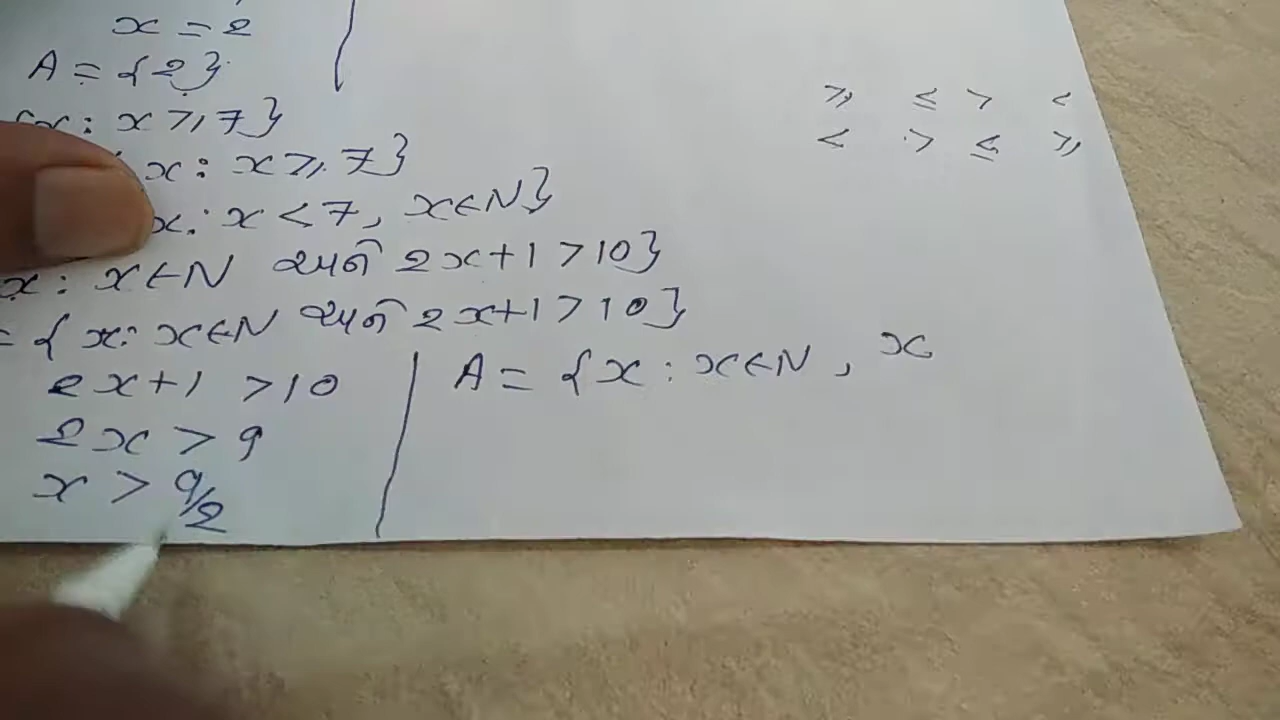 x = 2
A = {2}
x : x ⩾ 7}
x : x ⩾ 7}
x : x < 7, x∈N}
x : x∈N અને 2x+1 > 10}
= {x : x∈N અને 2x+1 > 10}
2x+1 > 10
2x > 9
x > 9/2
A = {x : x∈N , x
⩾ ≤ > <
< > ≤ ⩾